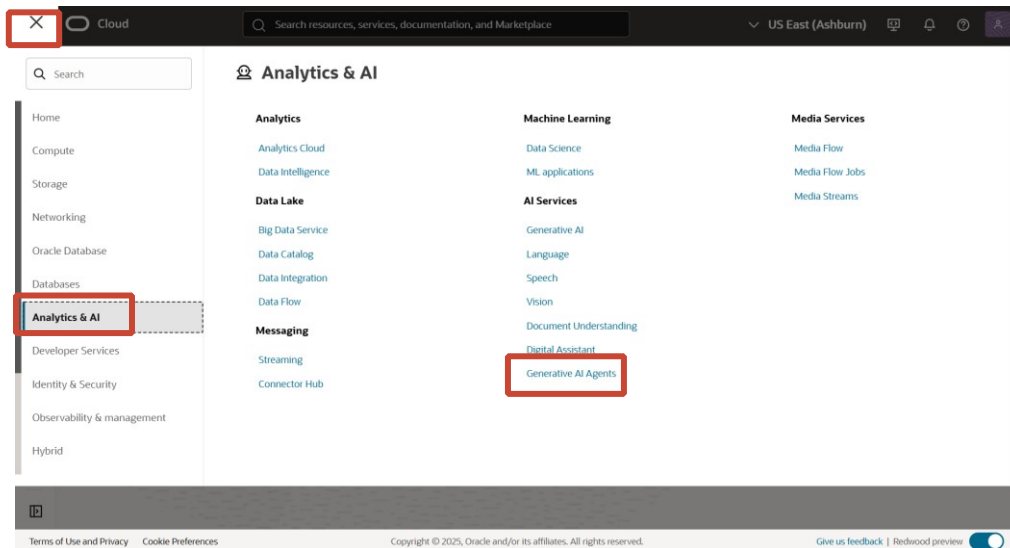 Cloud
Search resources, services, documentation, and Marketplace
US East (Ashburn)
Search
Home
Compute
Storage
Networking
Oracle Database
Databases
Analytics & AI
Developer Services
Identity & Security
Observability & management
Hybrid
Analytics & AI
Analytics
Analytics Cloud
Data Intelligence
Data Lake
Big Data Service
Data Catalog
Data Integration
Data Flow
Messaging
Streaming
Connector Hub
Machine Learning
Data Science
ML applications
AI Services
Generative AI
Language
Speech
Vision
Document Understanding
Digital Assistant
Generative AI Agents
Media Services
Media Flow
Media Flow Jobs
Media Streams
Terms of Use and Privacy Cookie Preferences
Copyright © 2025, Oracle and/or its affiliates. All rights reserved.
Give us feedback | Redwood preview